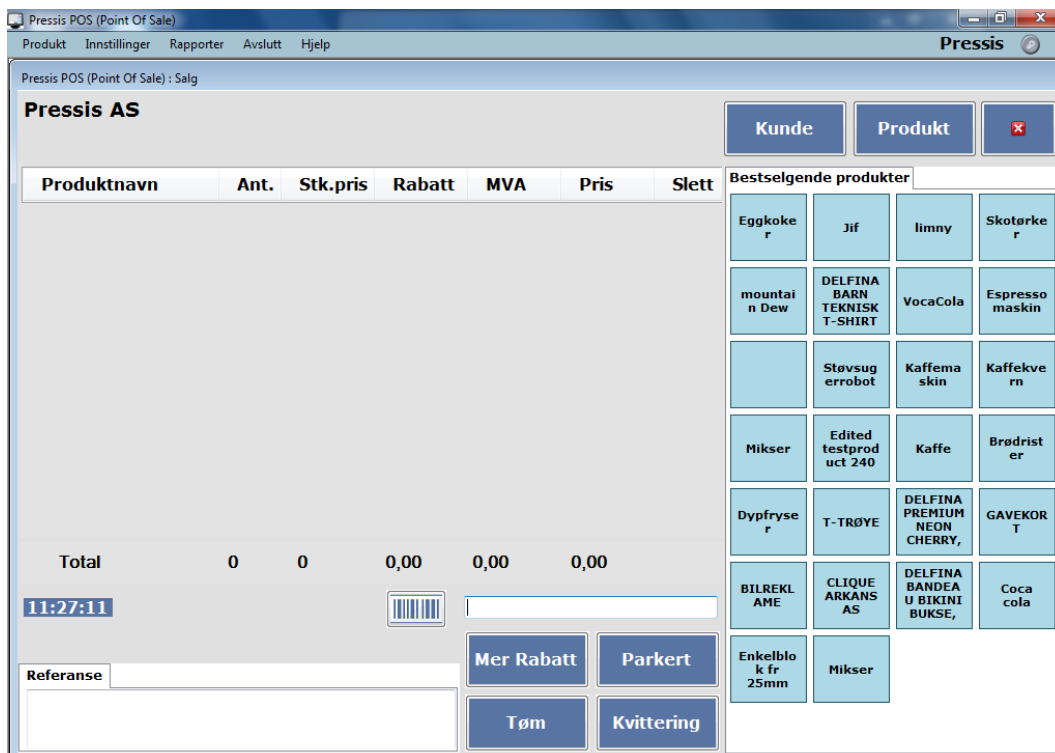 Pressis POS (Point Of Sale)
Produkt Innstillinger Rapporter Avslutt Hjelp Pressis
Pressis POS (Point Of Sale) : Salg
Pressis AS
Kunde Produkt
Produktnavn Ant. Stk.pris Rabatt MVA Pris Slett
Total 0 0 0,00 0,00 0,00
11:27:11
Mer Rabatt Parkert
Referanse
Tøm Kvittering
Bestselgende produkter
Eggkoke
r
Jif
limny
Skotørke
r
mountai
n Dew
DELFINA
BARN
TEKNISK
T-SHIRT
VocaCola
Espresso
maskin
Støvsug
errobot
Kaffema
skin
Kaffekve
rn
Mikser
Edited
testprod
uct 240
Kaffe
Brødrist
er
Dypfryse
r
T-TRØYE
DELFINA
PREMIUM
NEON
CHERRY,
GAVEKOR
T
BILREKL
AME
CLIQUE
ARKANS
AS
DELFINA
BANDEA
U BIKINI
BUKSE,
Coca
cola
Enkelblo
k fr
25mm
Mikser